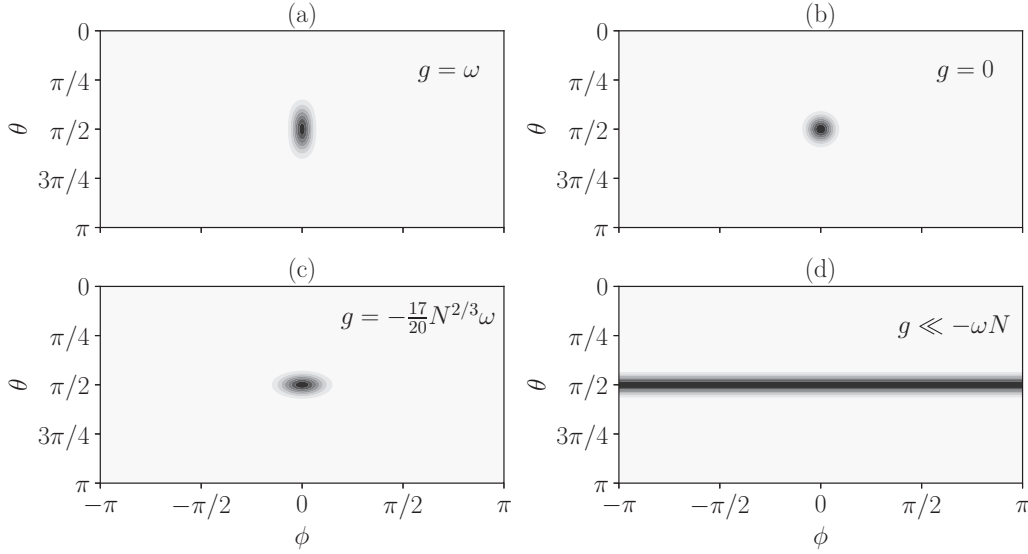 (a)
(b)
0
π/4
π/2
3π/4
π
θ
g = ω
0
π/4
π/2
3π/4
π
θ
g = 0
(c)
(d)
0
π/4
π/2
3π/4
π
θ
g = −\frac{17}{20}N^{2/3}ω
−π
−π/2
0
π/2
π
ϕ
0
π/4
π/2
3π/4
π
θ
g ≪ −ωN
−π
−π/2
0
π/2
π
ϕ